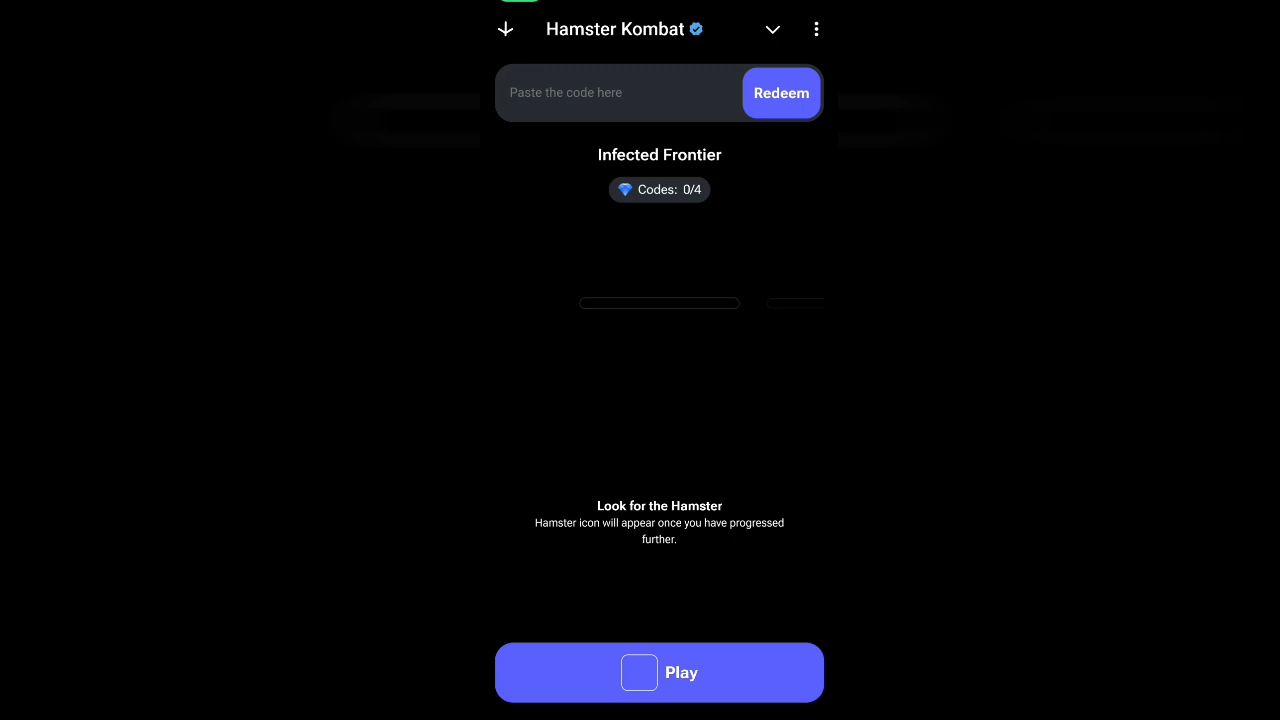 Hamster Kombat
Paste the code here
Redeem
Infected Frontier
Codes: 0/4
Look for the Hamster
Hamster icon will appear once you have progressed
further.
Play